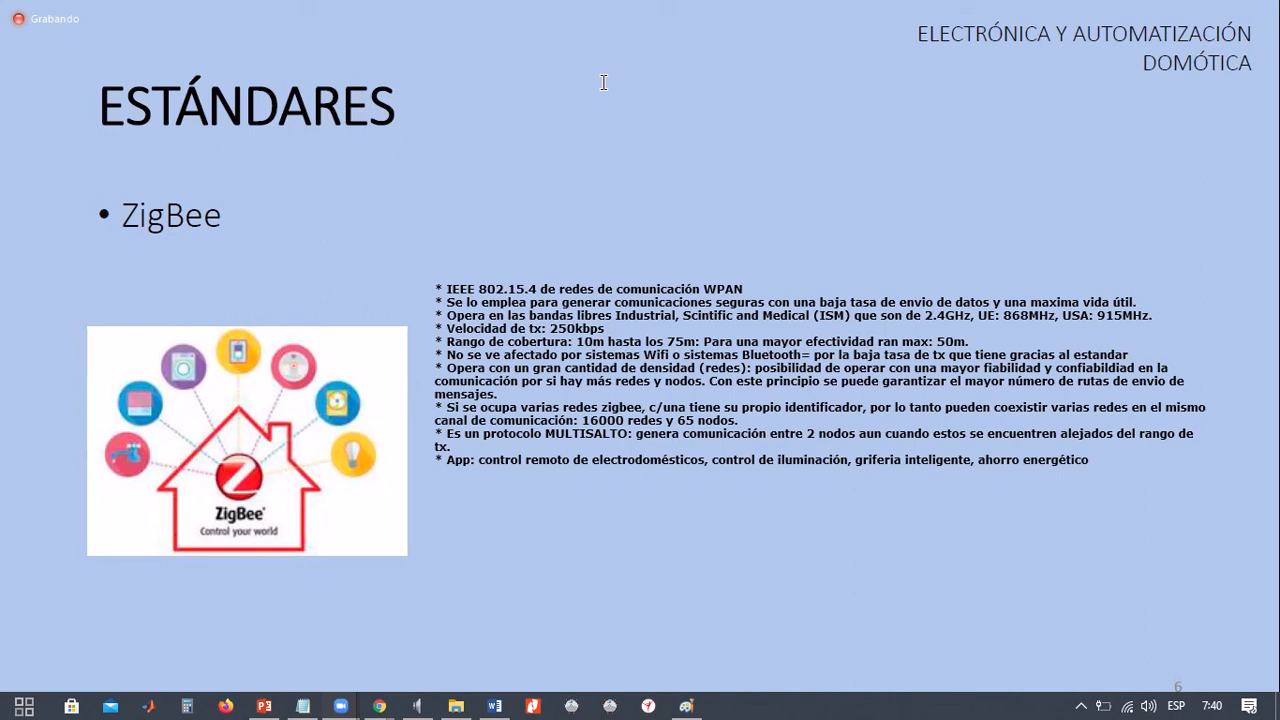 Grabando
ELECTRÓNICA Y AUTOMATIZACIÓN
DOMÓTICA
ESTÁNDARES
• ZigBee
* IEEE 802.15.4 de redes de comunicación WPAN
* Se lo emplea para generar comunicaciones seguras con una baja tasa de envio de datos y una maxima vida útil.
* Opera en las bandas libres Industrial, Scintific and Medical (ISM) que son de 2.4GHz, UE: 868MHz, USA: 915MHz.
* Velocidad de tx: 250kbps
* Rango de cobertura: 10m hasta los 75m: Para una mayor efectividad ran max: 50m.
* No se ve afectado por sistemas Wifi o sistemas Bluetooth= por la baja tasa de tx que tiene gracias al estandar
* Opera con un gran cantidad de densidad (redes): posibilidad de operar con una mayor fiabilidad y confiabildiad en la
comunicación por si hay más redes y nodos. Con este principio se puede garantizar el mayor número de rutas de envio de
mensajes.
* Si se ocupa varias redes zigbee, c/una tiene su propio identificador, por lo tanto pueden coexistir varias redes en el mismo
canal de comunicación: 16000 redes y 65 nodos.
* Es un protocolo MULTISALTO: genera comunicación entre 2 nodos aun cuando estos se encuentren alejados del rango de
tx.
* App: control remoto de electrodomésticos, control de iluminación, griferia inteligente, ahorro energético
ZigBee®
Control your world
6
ESP
7:40